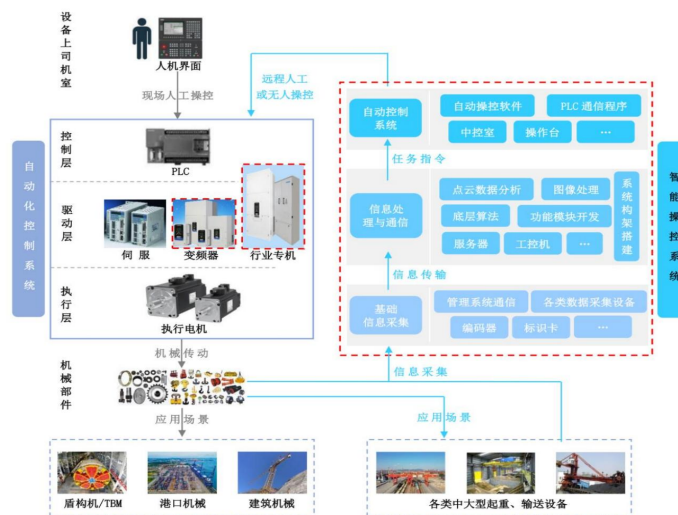 设备上司机室
人机界面
现场人工操控
远程人工
或无人操控
自动化控制系统
控制层
PLC
驱动层
伺服
变频器
行业专机
执行层
执行电机
机械传动
机械部件
应用场景
盾构机/TBM
港口机械
建筑机械
自动控制
系统
自动操控软件
PLC 通信程序
中控室
操作台
…
任务指令
信息处
理与通信
点云数据分析
图像处理
底层算法
功能模块开发
服务器
工控机
…
系统构架搭建
信息传输
基础
信息采集
管理系统通信
各类数据采集设备
编码器
标识卡
…
智能操控系统
信息采集
应用场景
各类中大型起重、输送设备